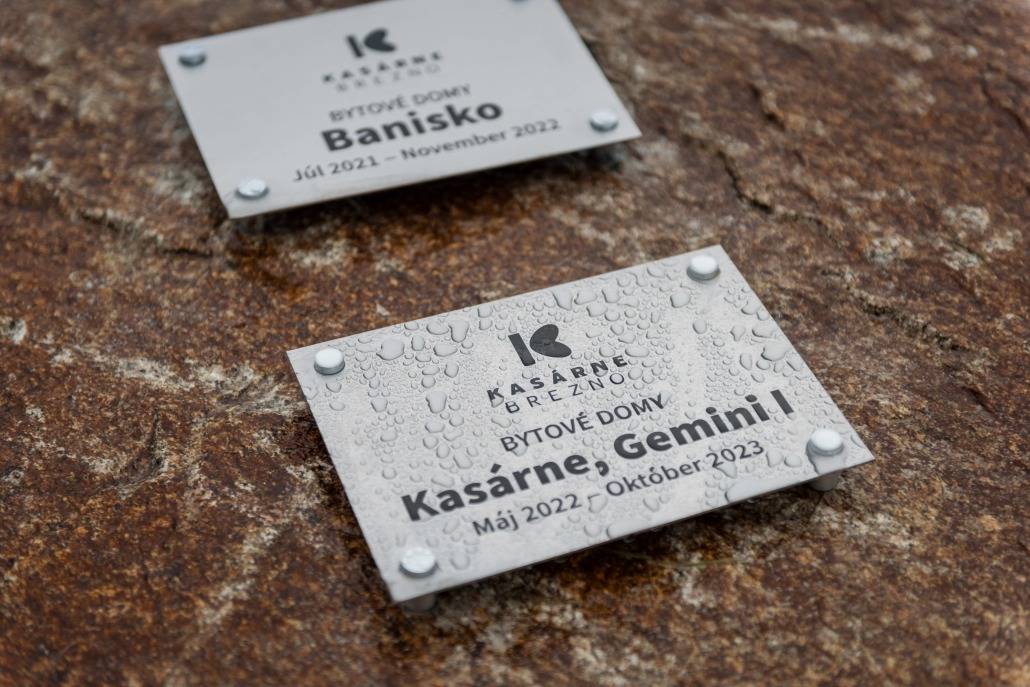 KASÁRNE
BREZNO
BYTOVÉ DOMY
Banisko
Júl 2021 – November 2022
KASÁRNE
BREZNO
BYTOVÉ DOMY
Kasárne, Gemini I
Máj 2022 – Október 2023